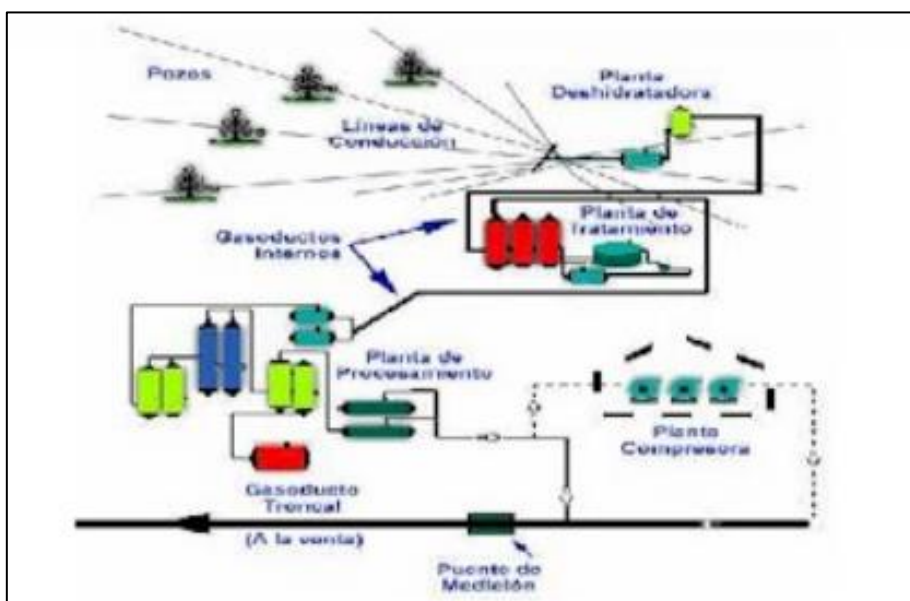 Pozos
Planta
Deshidratadora
Líneas de
Conducción
Gasoductos
Internos
Planta de
Tratamiento
Planta de
Procesamiento
Planta
Compresora
Gasoducto
Troncal
(A la venta)
Puente de
Medición